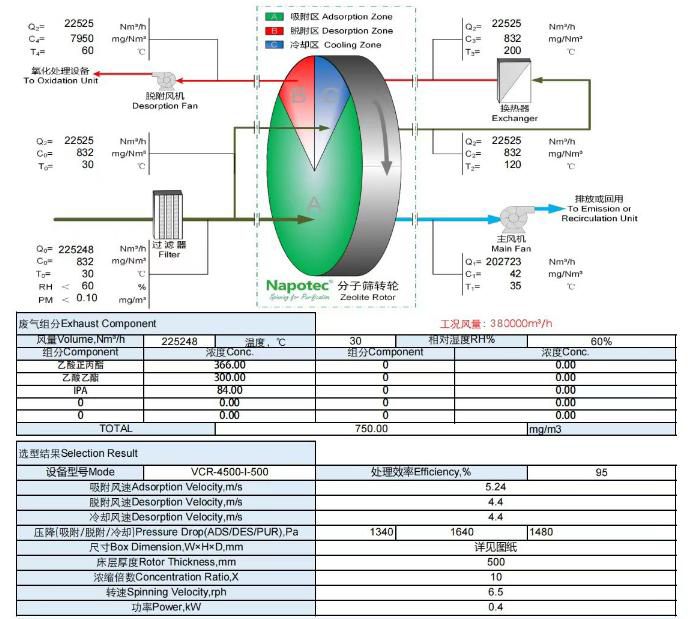 A 吸附区 Adsorption Zone
B 脱附区 Desorption Zone
C 冷却区 Cooling Zone
Q₂= 22525 Nm³/h
C₄= 7950 mg/Nm³
T₄= 60 ℃
Q₂= 22525 Nm³/h
C₃= 832 mg/Nm³
T₃= 200 ℃
氧化处理设备
To Oxidation Unit
脱附风机
Desorption Fan
B C
换热器
Exchanger
Q₂= 22525 Nm³/h
C₀= 832 mg/Nm³
T₀= 30 ℃
Q₂= 22525 Nm³/h
C₂= 832 mg/Nm³
T₂= 120 ℃
A
排放或回用
To Emission or
Recirculation Unit
过滤器
Filter
主风机
Main Fan
Q₀= 225248 Nm³/h
C₀= 832 mg/Nm³
T₀= 30 ℃
RH < 60 %
PM < 0.10 mg/m³
Q₁= 202723 Nm³/h
C₁= 42 mg/Nm³
T₁= 35 ℃
Napotec® 分子筛转轮
Spinning for Purification Zeolite Rotor
废气组分Exhaust Component 工况风量：380000m³/h
风量Volume,Nm³/h 225248 温度，℃ 30 相对湿度RH% 60%
组分Component 浓度Conc. 组分Component 浓度Conc.
乙酸正丙酯 366.00 0 0.00
乙酸乙酯 300.00 0 0.00
IPA 84.00 0 0.00
0 0.00 0 0.00
0 0.00 0 0.00
TOTAL 750.00 mg/m3
选型结果Selection Result
设备型号Mode VCR-4500-I-500 处理效率Efficiency,% 95
吸附风速Adsorption Velocity,m/s 5.24
脱附风速Desorption Velocity,m/s 4.4
冷却风速Desorption Velocity,m/s 4.4
压降[吸附/脱附/冷却)Pressure Drop(ADS/DES/PUR),Pa 1340 1640 1480
尺寸Box Dimension,W×H×D,mm 详见图纸
床层厚度Rotor Thickness,mm 500
浓缩倍数Concentration Ratio,X 10
转速Spinning Velocity,rph 6.5
功率Power,kW 0.4